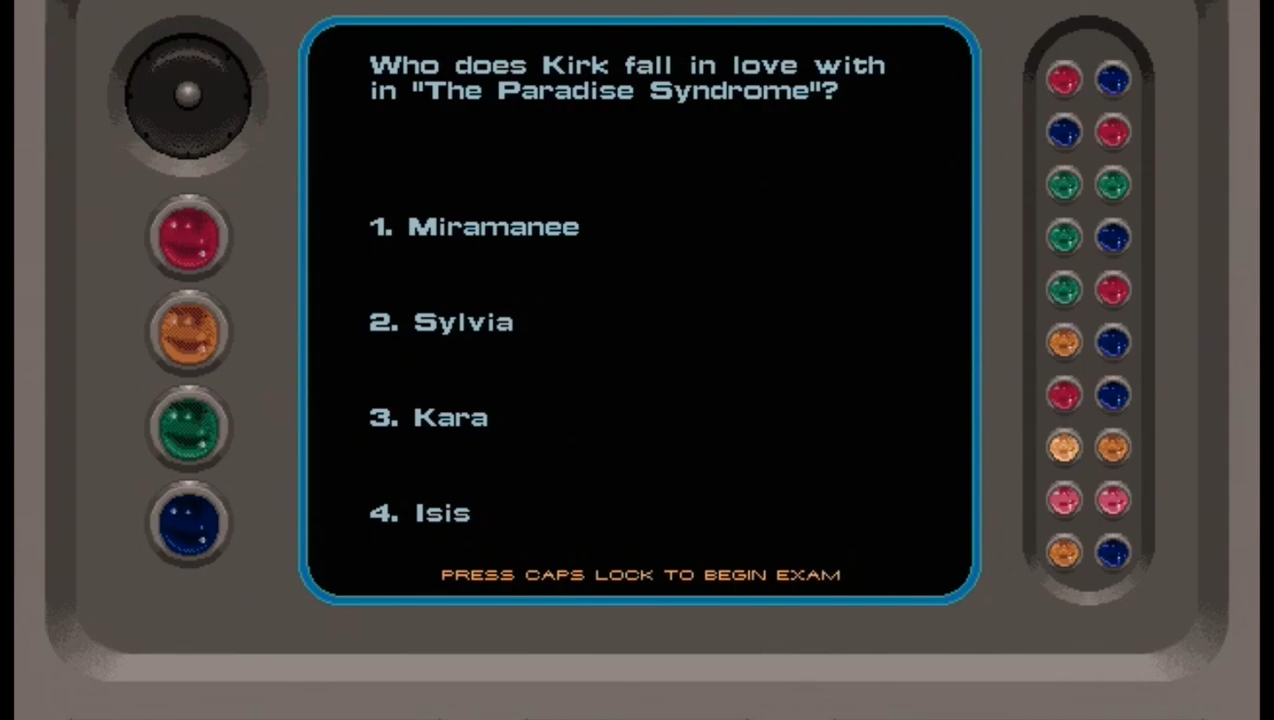 Who does Kirk fall in love with
in "The Paradise Syndrome"?
1. Miramanee
2. Sylvia
3. Kara
4. Isis
PRESS CAPS LOCK TO BEGIN EXAM